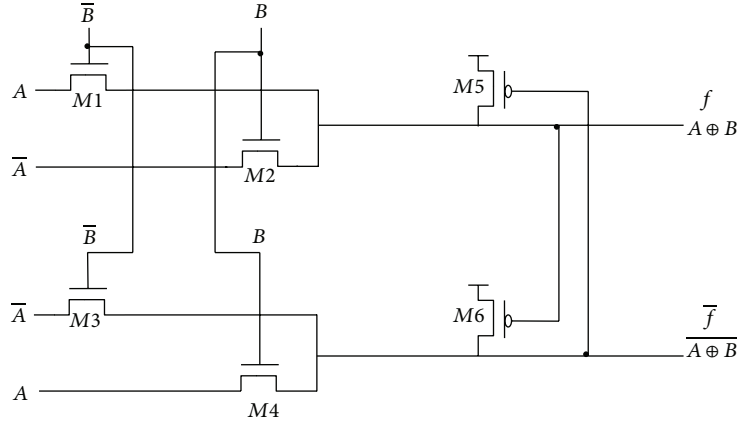 B̅ B
A M1 M5 f
A ⊕ B
A̅ M2
B̅ B
A̅ M3 M6 f̅
A̅ ̅⊕̅ ̅B̅
A M4